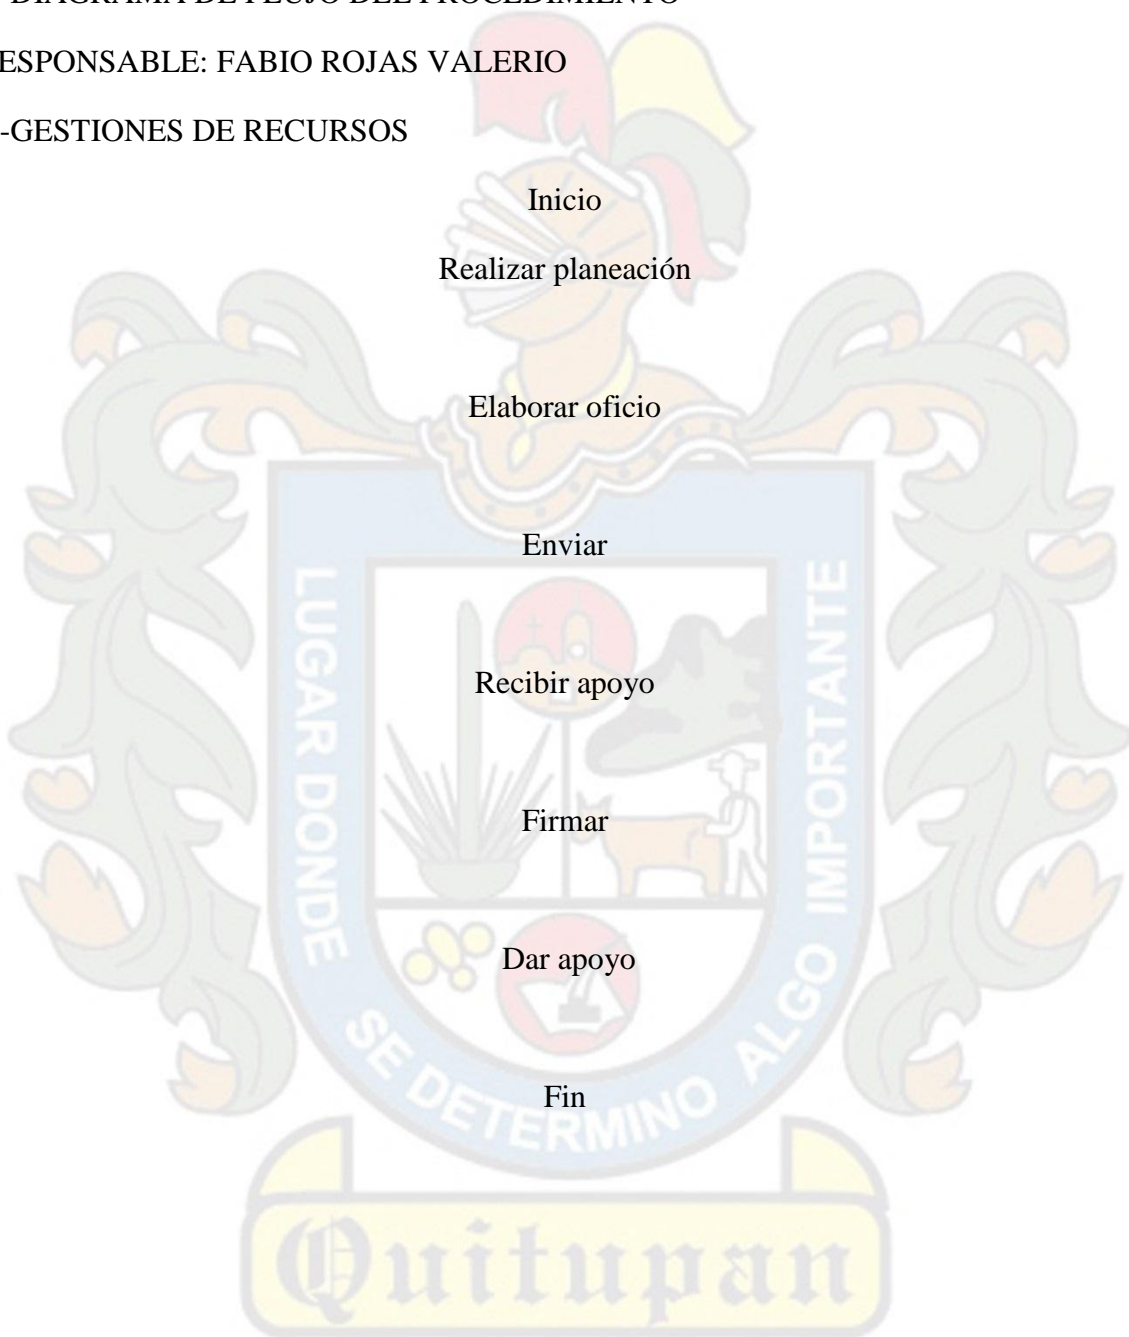 DIAGRAMA DE FLUJO DEL PROCEDIMIENTO
ESPONSABLE: FABIO ROJAS VALERIO
-GESTIONES DE RECURSOS
Inicio
Realizar planeación
Elaborar oficio
Enviar
Recibir apoyo
Firmar
Dar apoyo
Fin
LUGAR DONDE SE DETERMINO ALGO IMPORTANTE
Quitupan